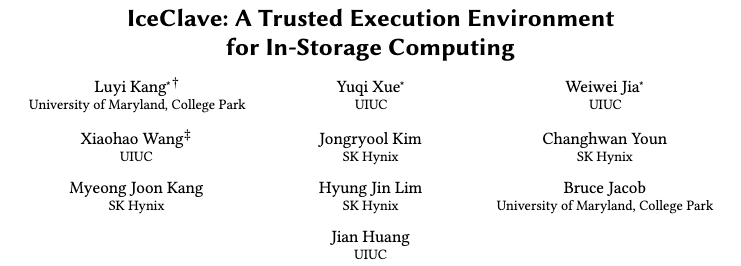 IceClave: A Trusted Execution Environment
for In-Storage Computing
Luyi Kang*†
University of Maryland, College Park
Yuqi Xue*
UIUC
Weiwei Jia*
UIUC
Xiaohao Wang‡
UIUC
Jongryool Kim
SK Hynix
Changhwan Youn
SK Hynix
Myeong Joon Kang
SK Hynix
Hyung Jin Lim
SK Hynix
Bruce Jacob
University of Maryland, College Park
Jian Huang
UIUC